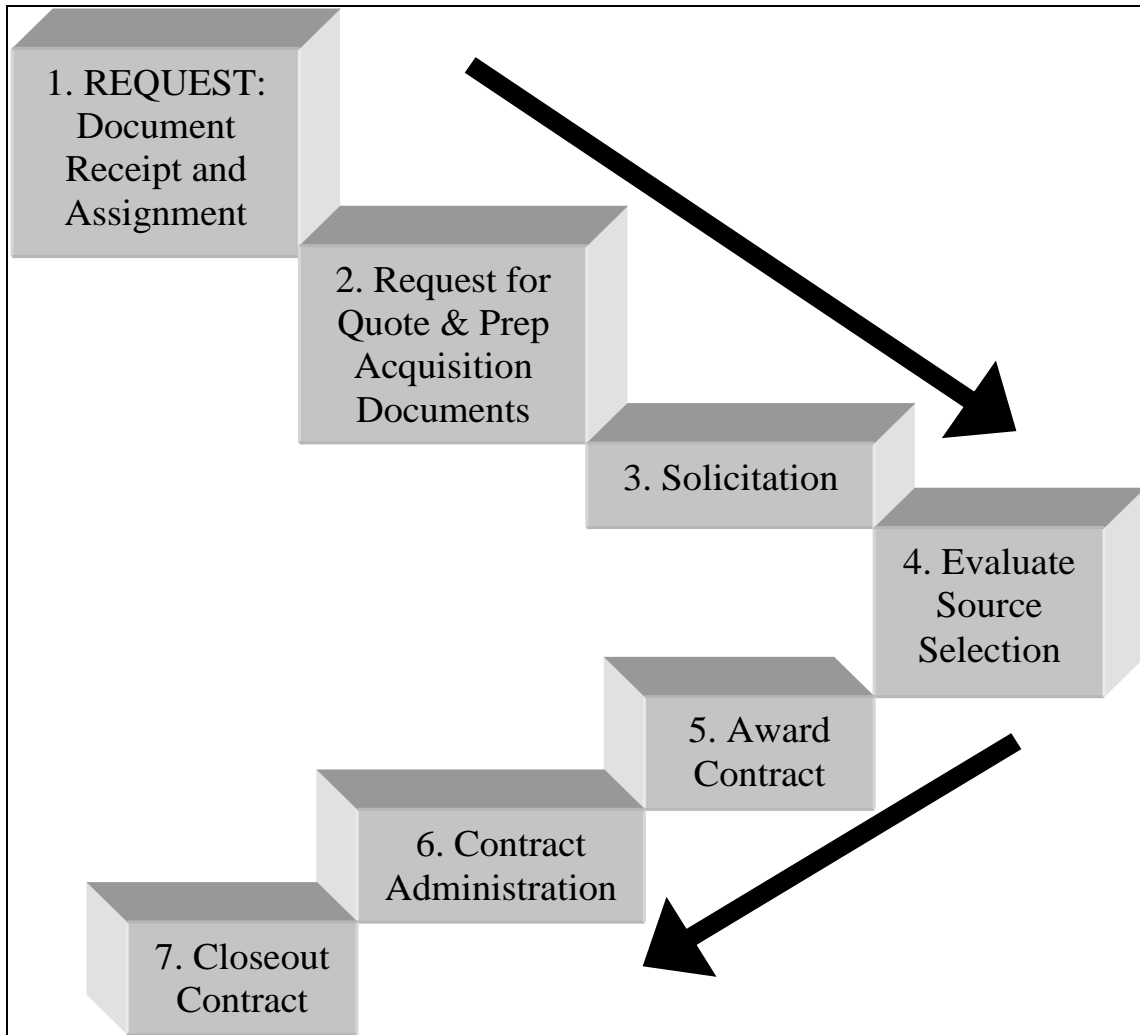 1. REQUEST:
Document
Receipt and
Assignment
2. Request for
Quote & Prep
Acquisition
Documents
3. Solicitation
4. Evaluate
Source
Selection
5. Award
Contract
6. Contract
Administration
7. Closeout
Contract